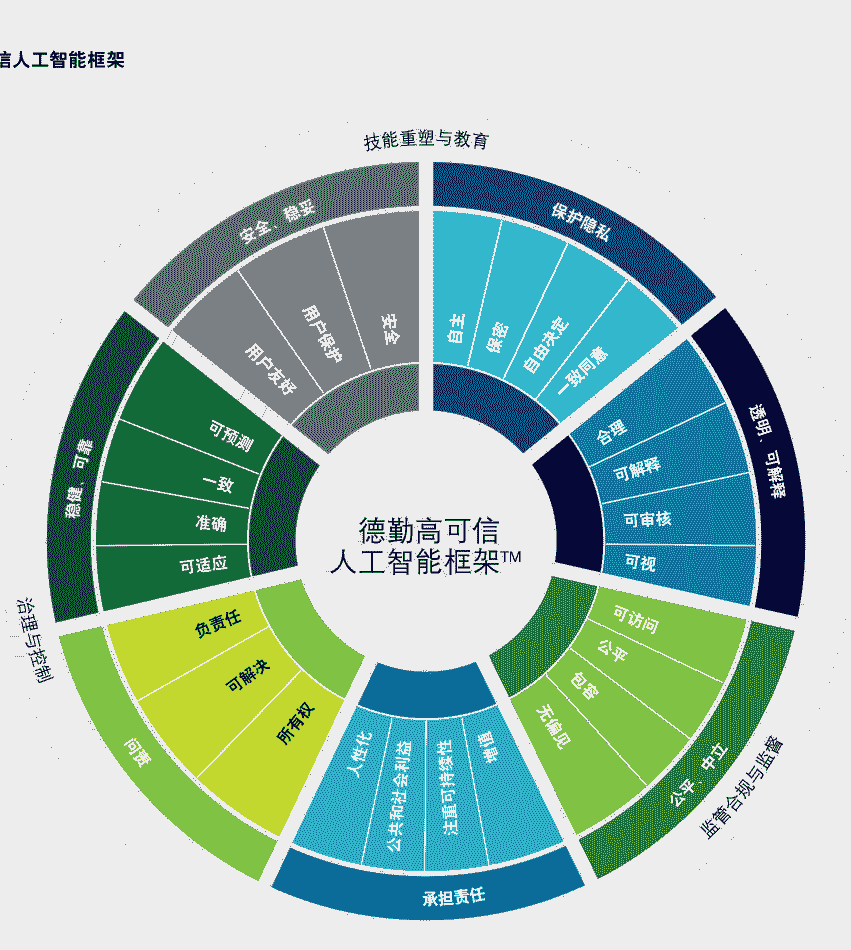 信人工智能框架
技能重塑与教育
保护隐私
自主
保密
自由决定
一致同意
透明、可解释
合理
可解释
可审核
可视
公平、中立
可访问
公平
包容
无偏见
监管合规与监督
承担责任
增值
注重可持续性
公共和社会利益
人性化
问责
所有权
可解决
负责任
治理与控制
稳健、可靠
可适应
准确
一致
可预测
安全、稳妥
用户友好
用户保护
安全
德勤高可信
人工智能框架™